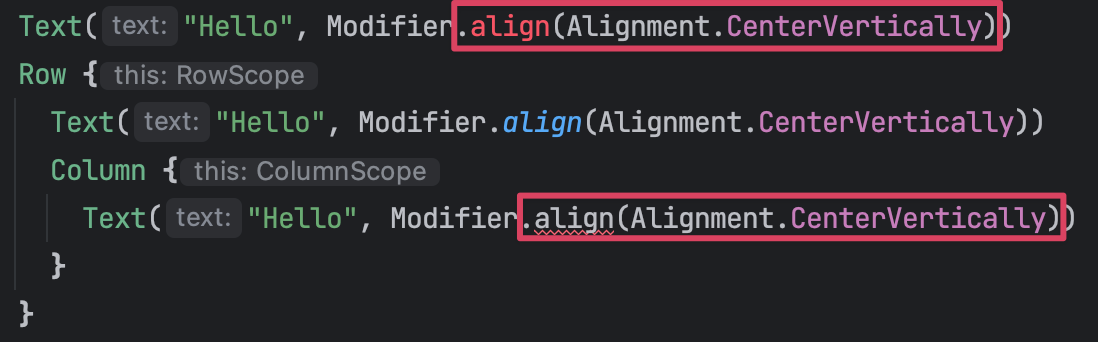 Text( text: "Hello", Modifier.align(Alignment.CenterVertically))
Row { this: RowScope
Text( text: "Hello", Modifier.align(Alignment.CenterVertically))
Column { this: ColumnScope
Text( text: "Hello", Modifier.align(Alignment.CenterVertically))
}
}